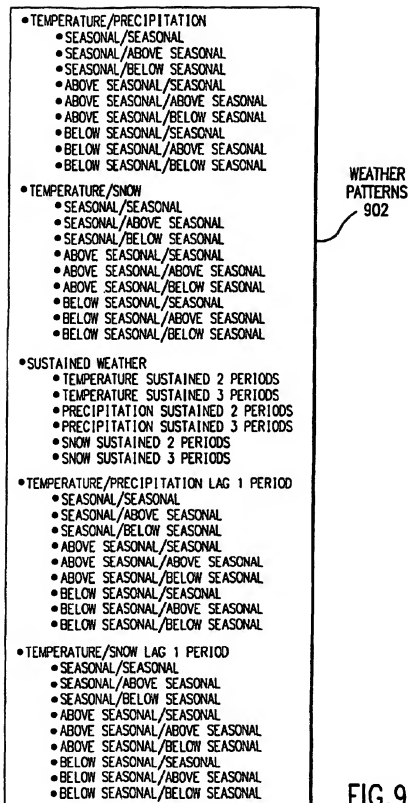 • TEMPERATURE/PRECIPITATION
• SEASONAL/SEASONAL
• SEASONAL/ABOVE SEASONAL
• SEASONAL/BELOW SEASONAL
• ABOVE SEASONAL/SEASONAL
• ABOVE SEASONAL/ABOVE SEASONAL
• ABOVE SEASONAL/BELOW SEASONAL
• BELOW SEASONAL/SEASONAL
• BELOW SEASONAL/ABOVE SEASONAL
• BELOW SEASONAL/BELOW SEASONAL
• TEMPERATURE/SNOW
• SEASONAL/SEASONAL
• SEASONAL/ABOVE SEASONAL
• SEASONAL/BELOW SEASONAL
• ABOVE SEASONAL/SEASONAL
• ABOVE SEASONAL/ABOVE SEASONAL
• ABOVE SEASONAL/BELOW SEASONAL
• BELOW SEASONAL/SEASONAL
• BELOW SEASONAL/ABOVE SEASONAL
• BELOW SEASONAL/BELOW SEASONAL
• SUSTAINED WEATHER
• TEMPERATURE SUSTAINED 2 PERIODS
• TEMPERATURE SUSTAINED 3 PERIODS
• PRECIPITATION SUSTAINED 2 PERIODS
• PRECIPITATION SUSTAINED 3 PERIODS
• SNOW SUSTAINED 2 PERIODS
• SNOW SUSTAINED 3 PERIODS
• TEMPERATURE/PRECIPITATION LAG 1 PERIOD
• SEASONAL/SEASONAL
• SEASONAL/ABOVE SEASONAL
• SEASONAL/BELOW SEASONAL
• ABOVE SEASONAL/SEASONAL
• ABOVE SEASONAL/ABOVE SEASONAL
• ABOVE SEASONAL/BELOW SEASONAL
• BELOW SEASONAL/SEASONAL
• BELOW SEASONAL/ABOVE SEASONAL
• BELOW SEASONAL/BELOW SEASONAL
• TEMPERATURE/SNOW LAG 1 PERIOD
• SEASONAL/SEASONAL
• SEASONAL/ABOVE SEASONAL
• SEASONAL/BELOW SEASONAL
• ABOVE SEASONAL/SEASONAL
• ABOVE SEASONAL/ABOVE SEASONAL
• ABOVE SEASONAL/BELOW SEASONAL
• BELOW SEASONAL/SEASONAL
• BELOW SEASONAL/ABOVE SEASONAL
• BELOW SEASONAL/BELOW SEASONAL
WEATHER
PATTERNS
902
FIG. 9